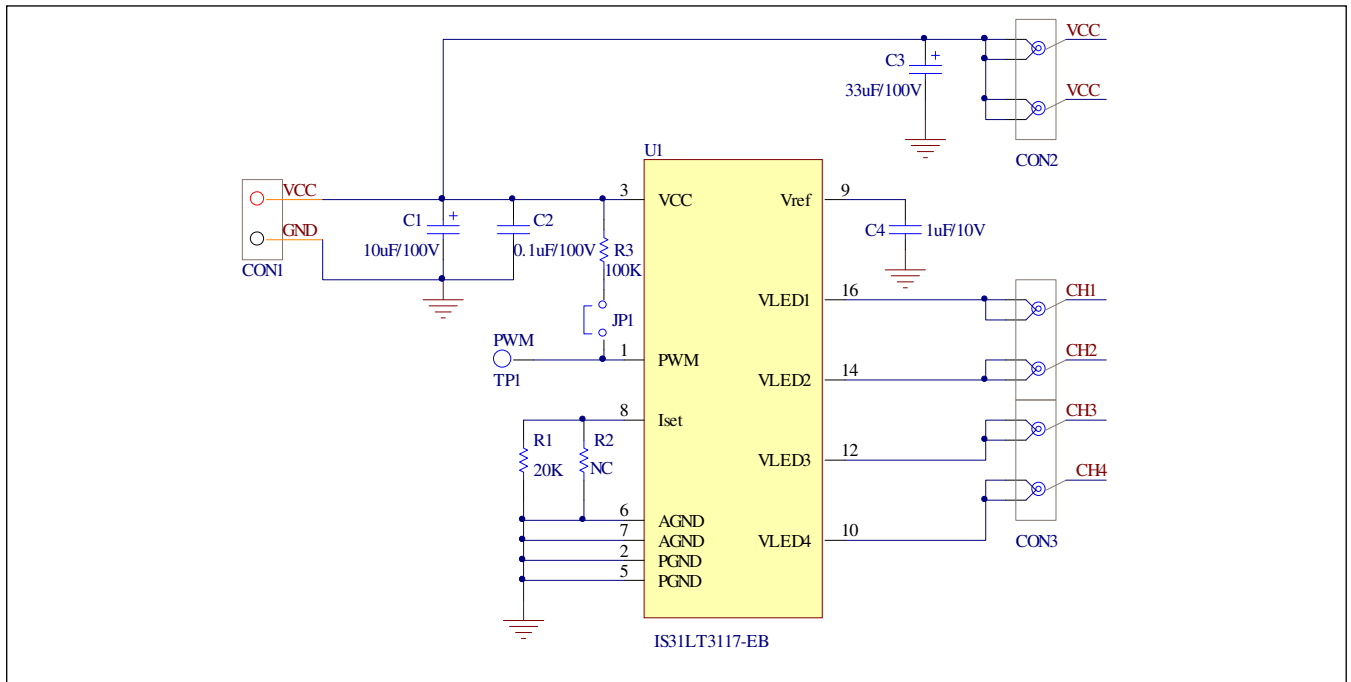 VCC
C3
+
33uF/100V
VCC
CON2
U1
VCC
GND
CON1
C1
+
10uF/100V
C2
0.1uF/100V
R3
100K
JP1
PWM
TP1
3
VCC
Vref
9
C4
1uF/10V
1
PWM
VLED1
16
CH1
VLED2
14
CH2
8
Iset
R1
20K
R2
NC
VLED3
12
CH3
CH4
6
AGND
7
AGND
2
PGND
5
PGND
VLED4
10
CON3
IS31LT3117-EB